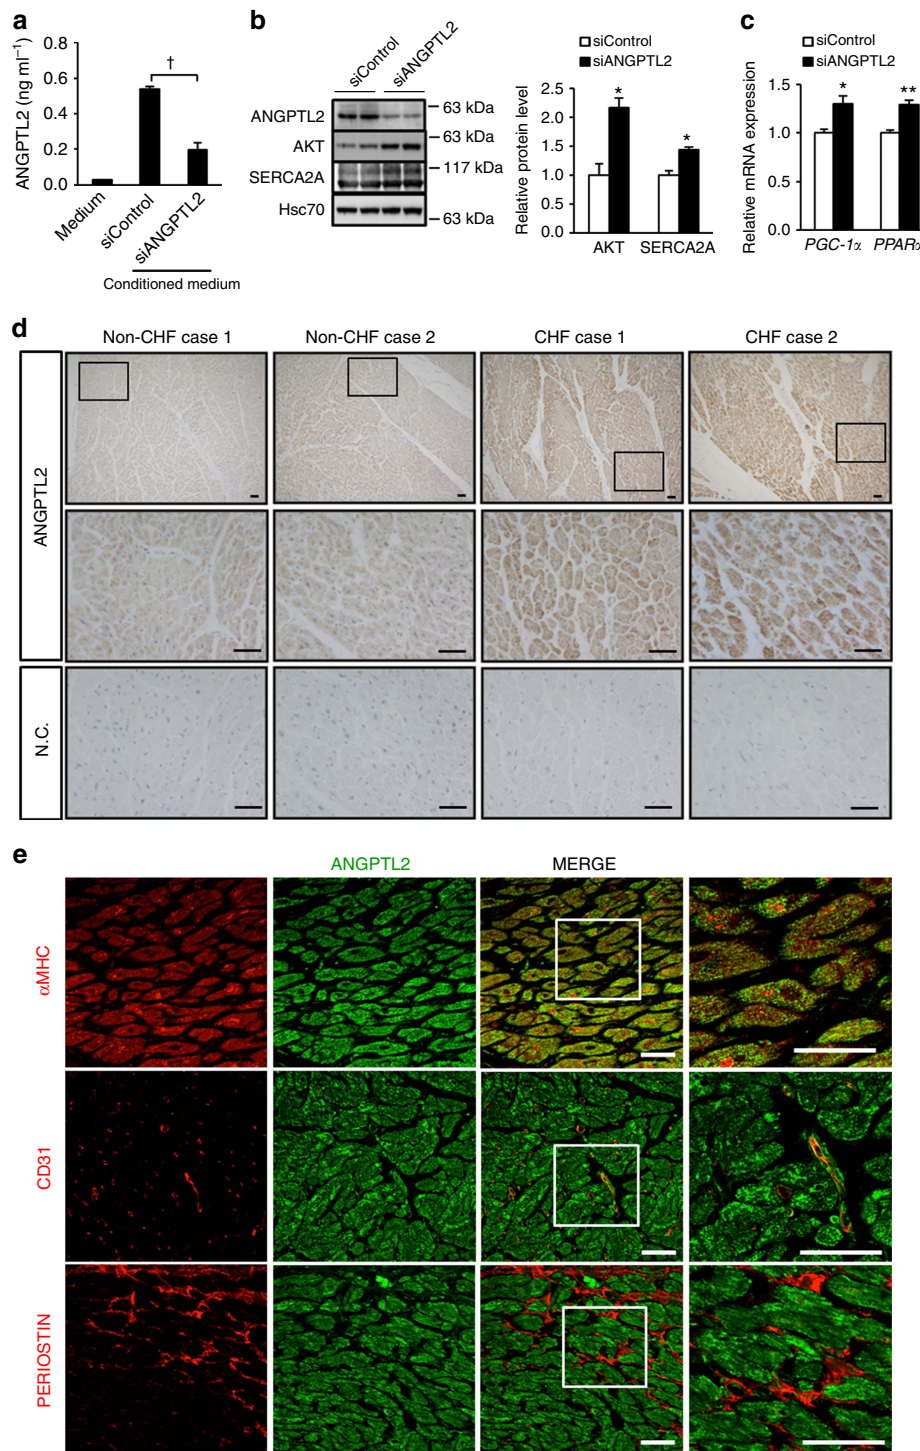 a
0.8
0.6
0.4
0.2
0.0
ANGPTL2 (ng ml⁻¹)
†
Medium
siControl
siANGPTL2
Conditioned medium
b
siControl
siANGPTL2
ANGPTL2
AKT
SERCA2A
Hsc70
63 kDa
63 kDa
117 kDa
63 kDa
siControl
siANGPTL2
Relative protein level
2.5
2.0
1.5
1.0
0.5
0.0
*
*
AKT
SERCA2A
c
siControl
siANGPTL2
Relative mRNA expression
1.5
1.0
0.5
0.0
*
**
PGC-1α
PPARα
d
Non-CHF case 1
Non-CHF case 2
CHF case 1
CHF case 2
ANGPTL2
N.C.
e
ANGPTL2
MERGE
αMHC
CD31
PERIOSTIN